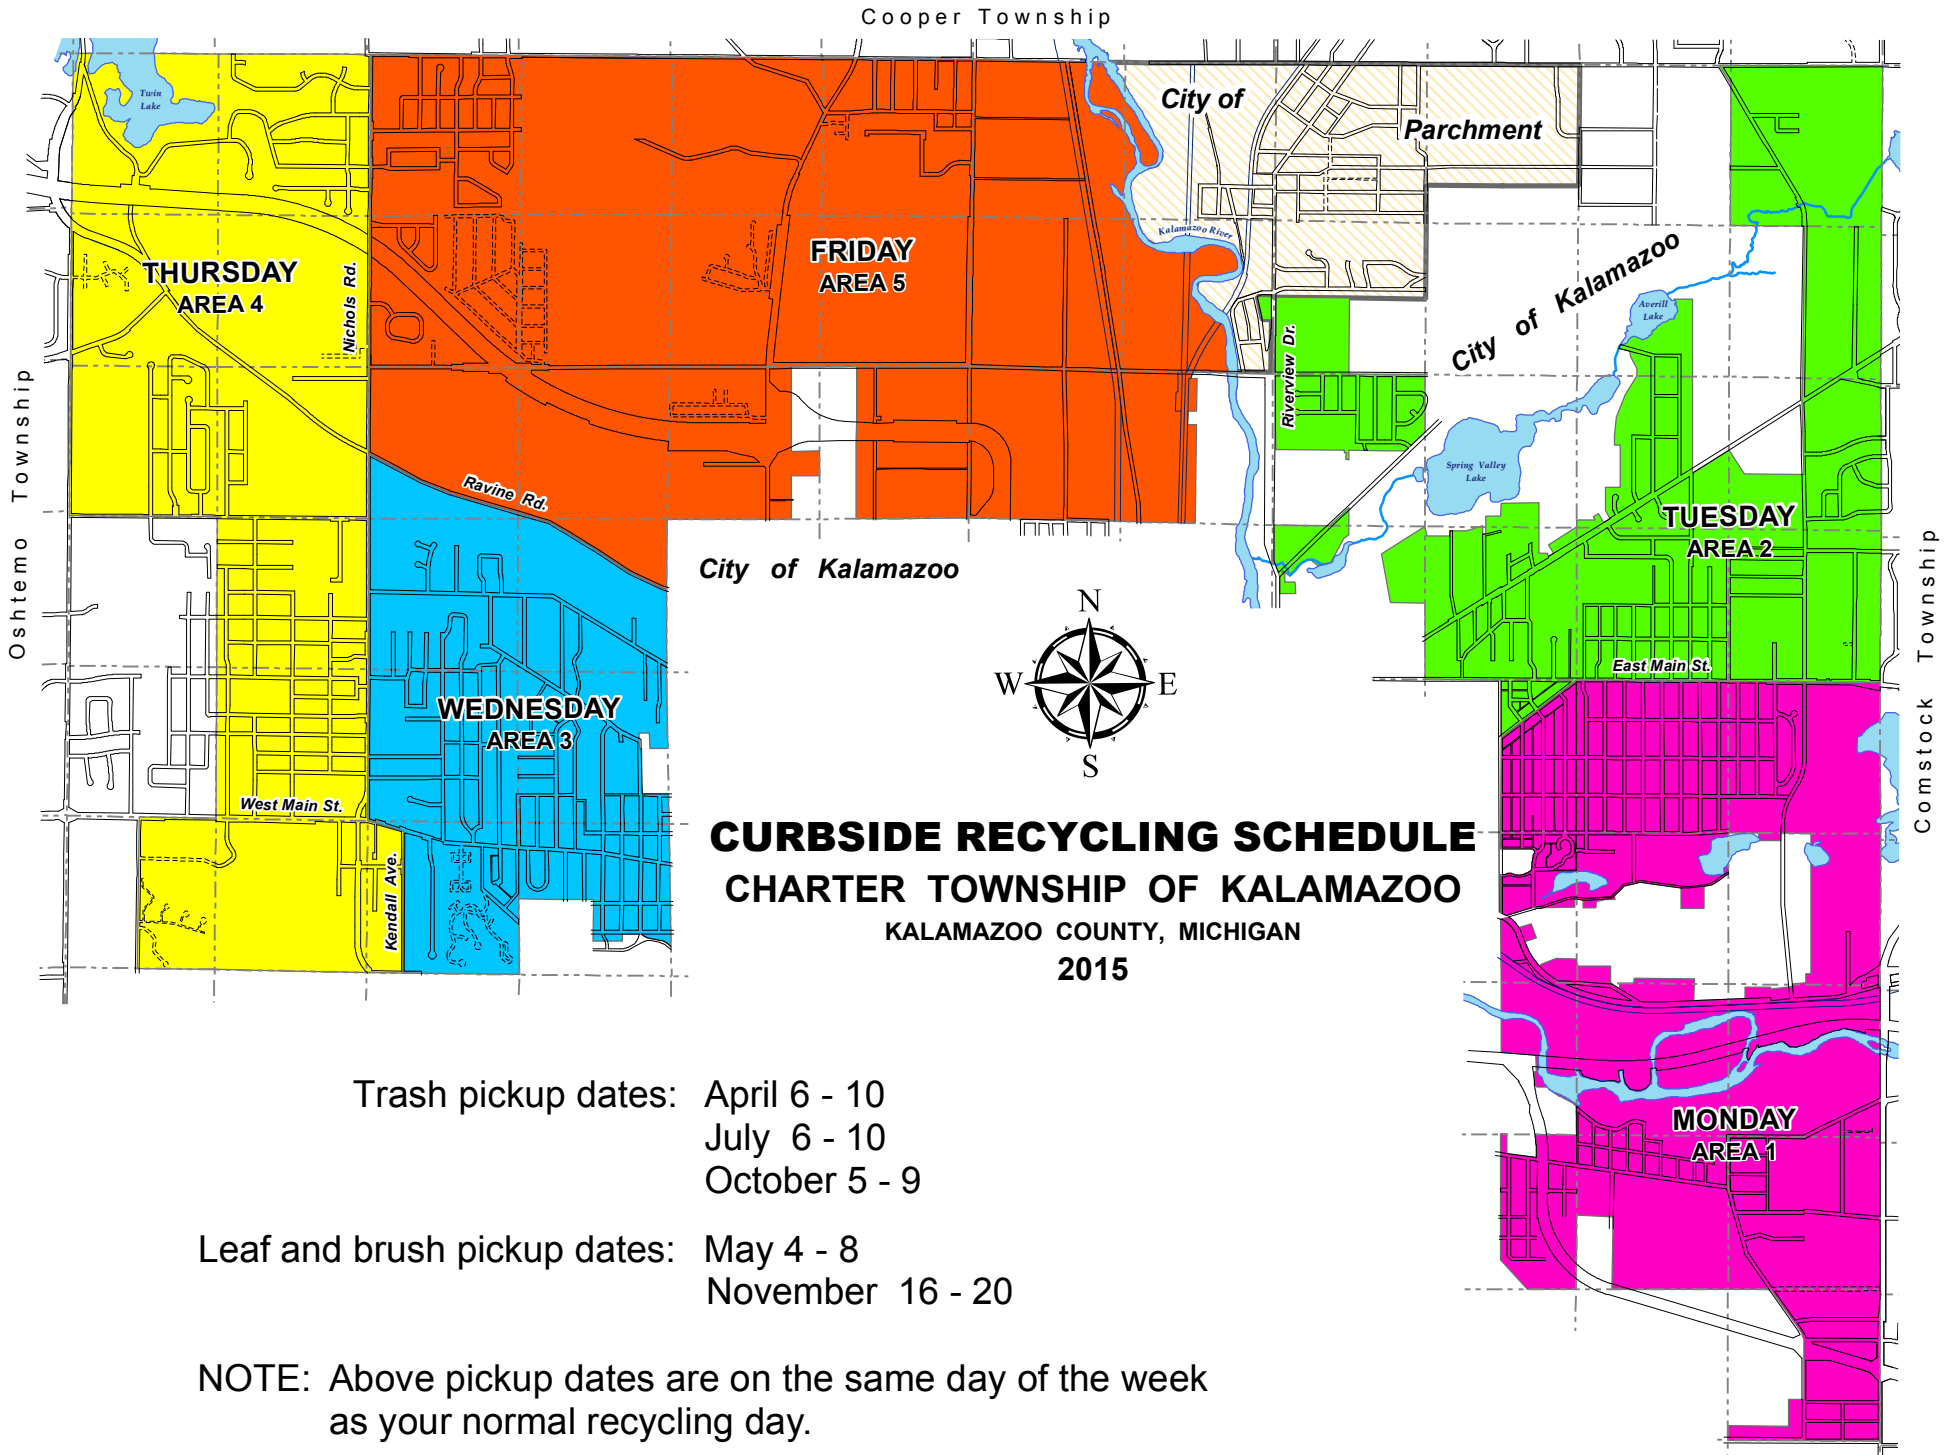 Cooper Township
Twin
Lake
City of
Parchment
Kalamazoo River
THURSDAY
AREA 4
Nichols Rd.
FRIDAY
AREA 5
City of Kalamazoo
Averill
Lake
Riverview Dr.
Oshtemo Township
Ravine Rd.
Spring Valley
Lake
TUESDAY
AREA 2
City of Kalamazoo
Comstock Township
N
W
E
S
East Main St.
WEDNESDAY
AREA 3
West Main St.
Kendall Ave.
CURBSIDE RECYCLING SCHEDULE
CHARTER TOWNSHIP OF KALAMAZOO
KALAMAZOO COUNTY, MICHIGAN
2015
MONDAY
AREA 1
Trash pickup dates: April 6 - 10
July 6 - 10
October 5 - 9
Leaf and brush pickup dates: May 4 - 8
November 16 - 20
NOTE: Above pickup dates are on the same day of the week
as your normal recycling day.